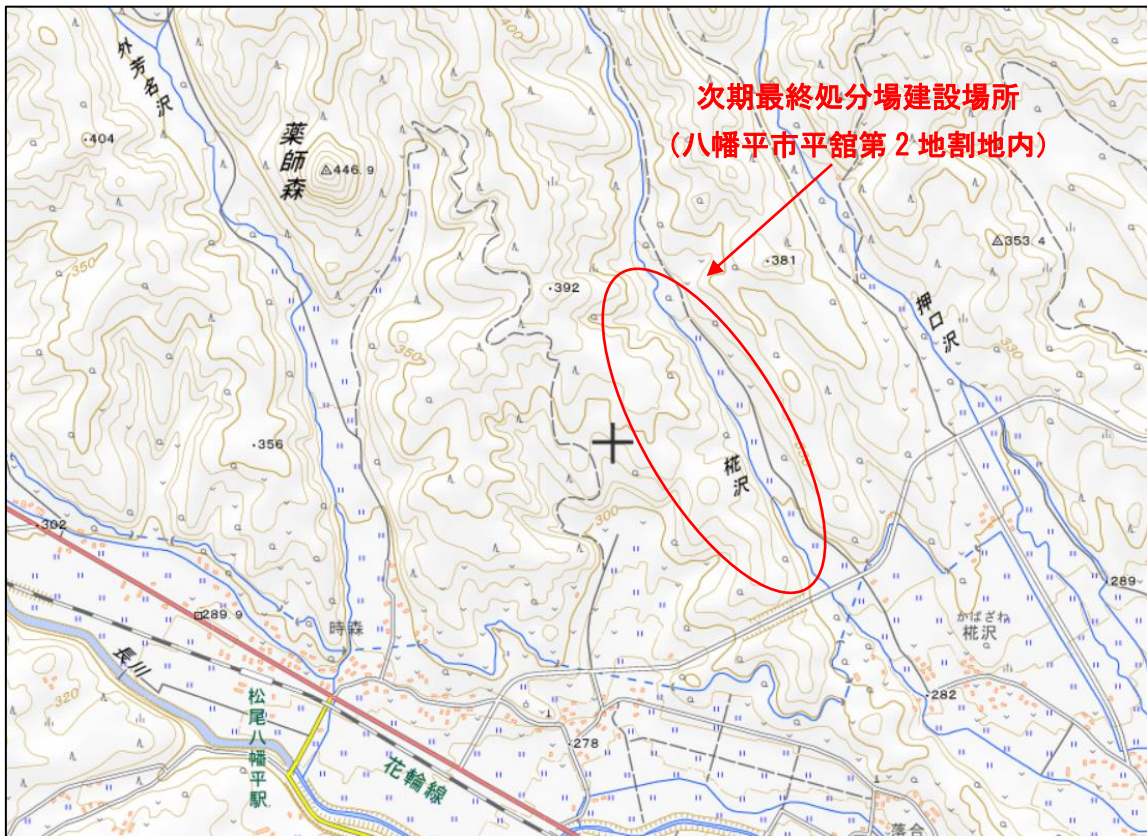 次期最終処分場建設場所
（八幡平市平舘第２地割地内）
外芳名沢
400
404
薬師森
446.9
353.4
381
392
押口沢
350
350
330
356
椛沢
300
300
302
289.9
時森
289
かばざわ
椛沢
長川
320
282
松尾八幡平駅
278
花輪線
落合